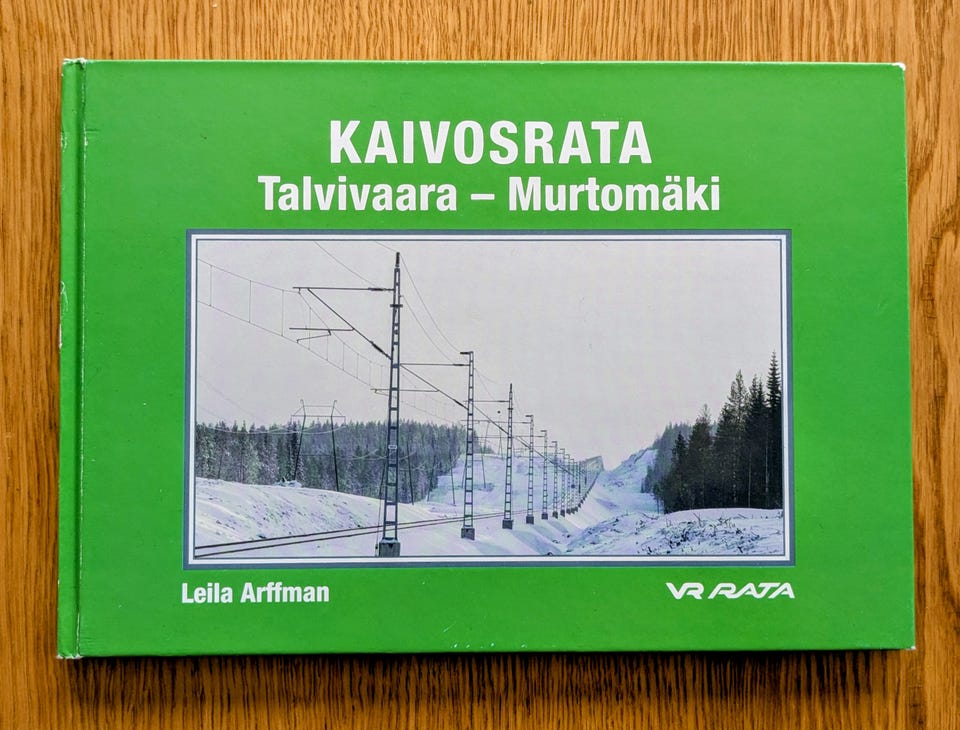 KAIVOSRATA
Talvivaara – Murtomäki
Leila Arffman
VR RATA